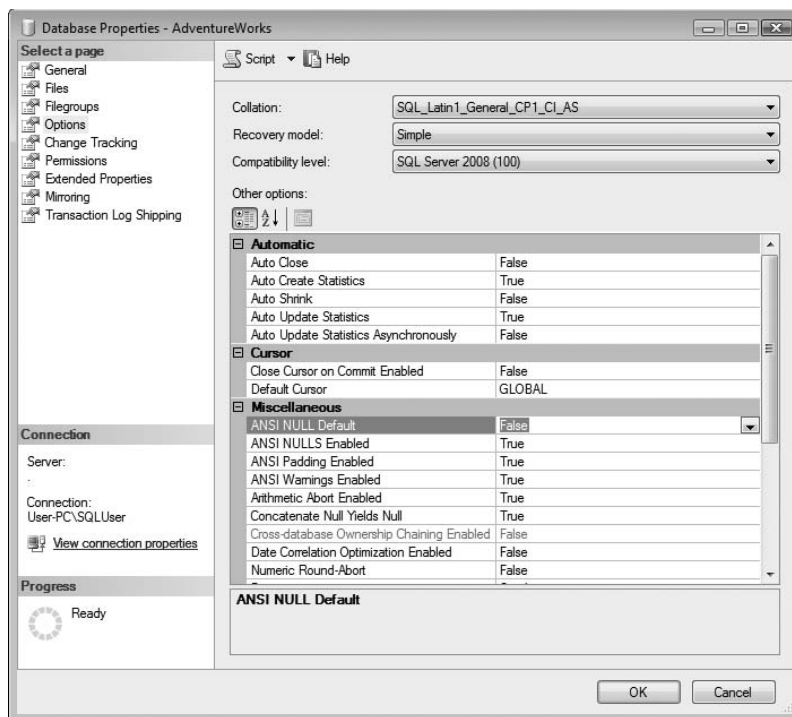 Database Properties - AdventureWorks
Select a page
General
Files
Filegroups
Options
Change Tracking
Permissions
Extended Properties
Mirroring
Transaction Log Shipping
Script Help
Collation: SQL_Latin1_General_CP1_CI_AS
Recovery model: Simple
Compatibility level: SQL Server 2008 (100)
Other options:
Automatic
Auto Close False
Auto Create Statistics True
Auto Shrink False
Auto Update Statistics True
Auto Update Statistics Asynchronously False
Cursor
Close Cursor on Commit Enabled False
Default Cursor GLOBAL
Miscellaneous
ANSI NULL Default False
ANSI NULLS Enabled True
ANSI Padding Enabled True
ANSI Warnings Enabled True
Arithmetic Abort Enabled True
Concatenate Null Yields Null True
Cross-database Ownership Chaining Enabled False
Date Correlation Optimization Enabled False
Numeric Round-Abort False
ANSI NULL Default
Connection
Server:
.
Connection:
User-PC\SQLUser
View connection properties
Progress
Ready
OK Cancel